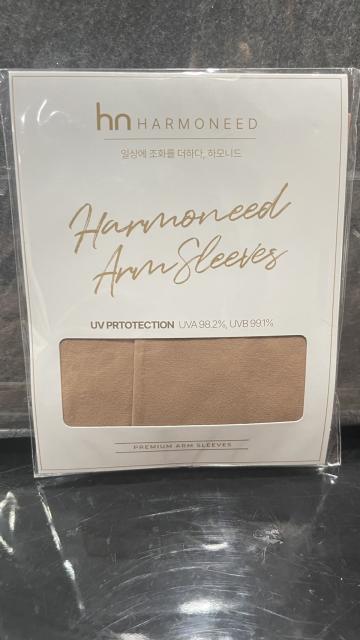 hn HARMONEED
일상에 조화를 더하다, 하모니드
Harmoneed
Arm Sleeves
UV PRTOTECTION UVA 98.2%, UVB 99.1%
PREMIUM ARM SLEEVES